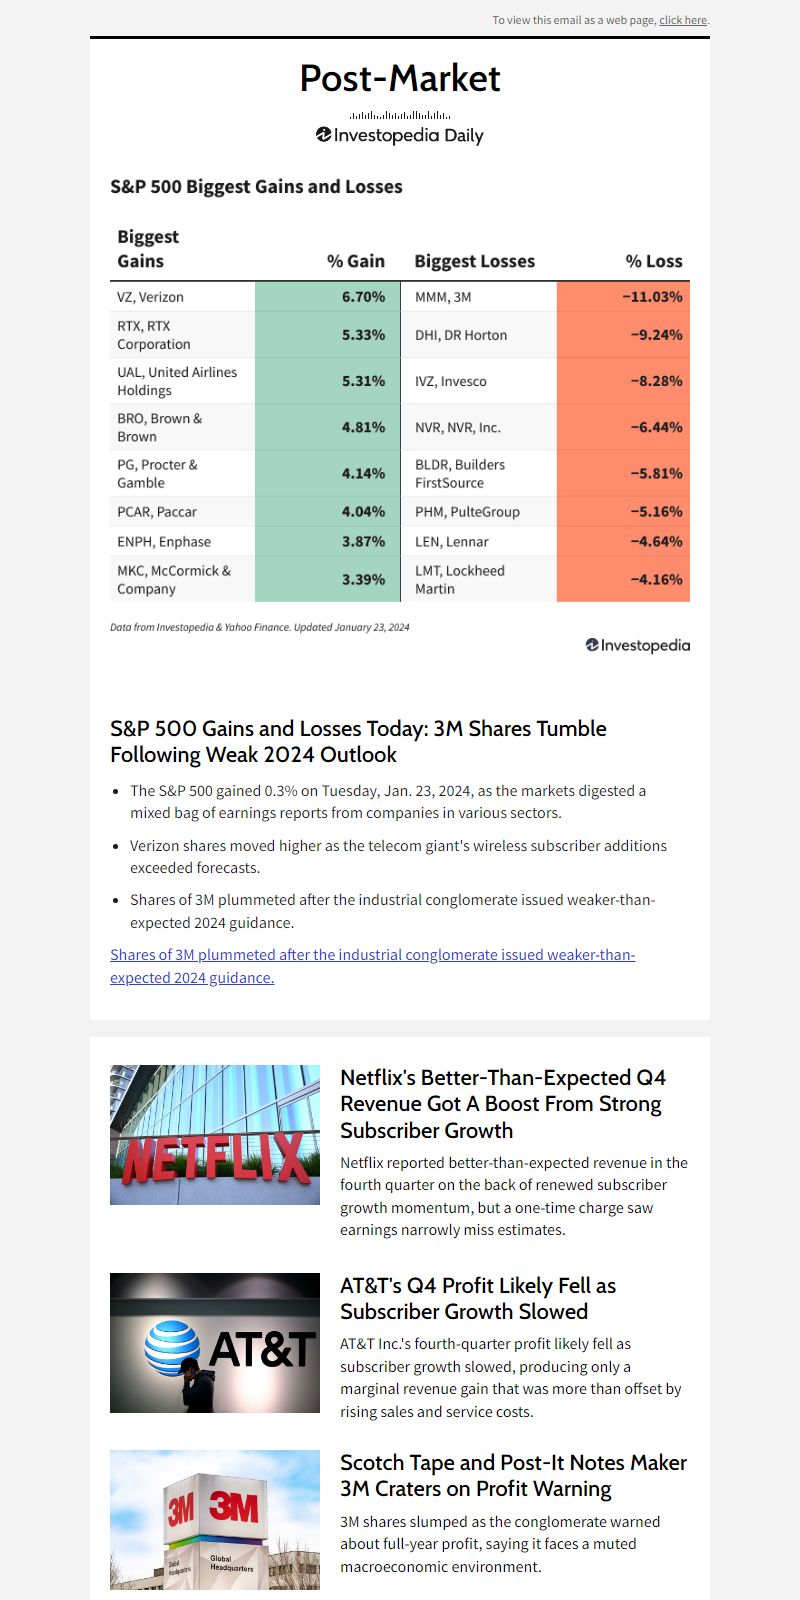 To view this email as a web page, click here.
Post-Market
Investopedia Daily
S&P 500 Biggest Gains and Losses
Biggest
Gains
% Gain
Biggest Losses
% Loss
VZ, Verizon
6.70%
MMM, 3M
−11.03%
RTX, RTX
Corporation
5.33%
DHI, DR Horton
−9.24%
UAL, United Airlines
Holdings
5.31%
IVZ, Invesco
−8.28%
BRO, Brown &
Brown
4.81%
NVR, NVR, Inc.
−6.44%
PG, Procter &
Gamble
4.14%
BLDR, Builders
FirstSource
−5.81%
PCAR, Paccar
4.04%
PHM, PulteGroup
−5.16%
ENPH, Enphase
3.87%
LEN, Lennar
−4.64%
MKC, McCormick &
Company
3.39%
LMT, Lockheed
Martin
−4.16%
Data from Investopedia & Yahoo Finance. Updated January 23, 2024
Investopedia
S&P 500 Gains and Losses Today: 3M Shares Tumble
Following Weak 2024 Outlook
• The S&P 500 gained 0.3% on Tuesday, Jan. 23, 2024, as the markets digested a
mixed bag of earnings reports from companies in various sectors.
• Verizon shares moved higher as the telecom giant's wireless subscriber additions
exceeded forecasts.
• Shares of 3M plummeted after the industrial conglomerate issued weaker-than-
expected 2024 guidance.
Shares of 3M plummeted after the industrial conglomerate issued weaker-than-
expected 2024 guidance.
NETFLIX
Netflix's Better-Than-Expected Q4
Revenue Got A Boost From Strong
Subscriber Growth
Netflix reported better-than-expected revenue in the
fourth quarter on the back of renewed subscriber
growth momentum, but a one-time charge saw
earnings narrowly miss estimates.
AT&T
AT&T's Q4 Profit Likely Fell as
Subscriber Growth Slowed
AT&T Inc.'s fourth-quarter profit likely fell as
subscriber growth slowed, producing only a
marginal revenue gain that was more than offset by
rising sales and service costs.
3M
3M
Global
Headquarters
Global
Headquarters
Scotch Tape and Post-It Notes Maker
3M Craters on Profit Warning
3M shares slumped as the conglomerate warned
about full-year profit, saying it faces a muted
macroeconomic environment.